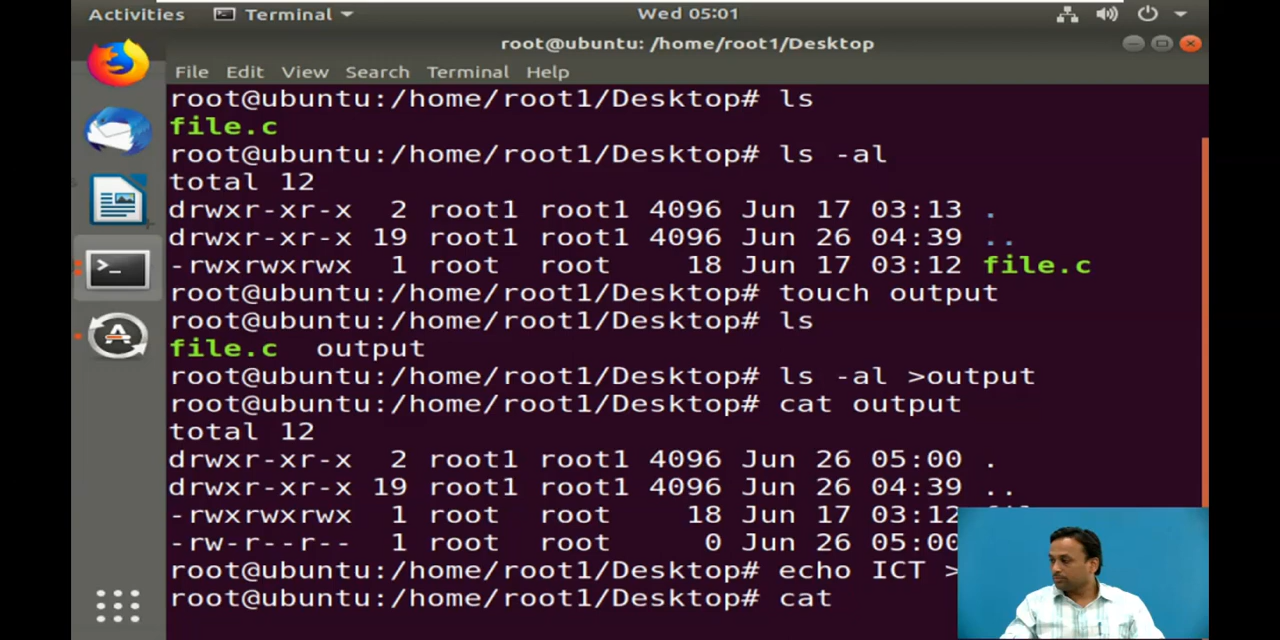 Activities Terminal Wed 05:01
root@ubuntu: /home/root1/Desktop
File Edit View Search Terminal Help
root@ubuntu:/home/root1/Desktop# ls
file.c
root@ubuntu:/home/root1/Desktop# ls -al
total 12
drwxr-xr-x 2 root1 root1 4096 Jun 17 03:13 .
drwxr-xr-x 19 root1 root1 4096 Jun 26 04:39 ..
-rwxrwxrwx 1 root root 18 Jun 17 03:12 file.c
root@ubuntu:/home/root1/Desktop# touch output
root@ubuntu:/home/root1/Desktop# ls
file.c output
root@ubuntu:/home/root1/Desktop# ls -al >output
root@ubuntu:/home/root1/Desktop# cat output
total 12
drwxr-xr-x 2 root1 root1 4096 Jun 26 05:00 .
drwxr-xr-x 19 root1 root1 4096 Jun 26 04:39 ..
-rwxrwxrwx 1 root root 18 Jun 17 03:12
-rw-r--r-- 1 root root 0 Jun 26 05:00
root@ubuntu:/home/root1/Desktop# echo ICT >
root@ubuntu:/home/root1/Desktop# cat